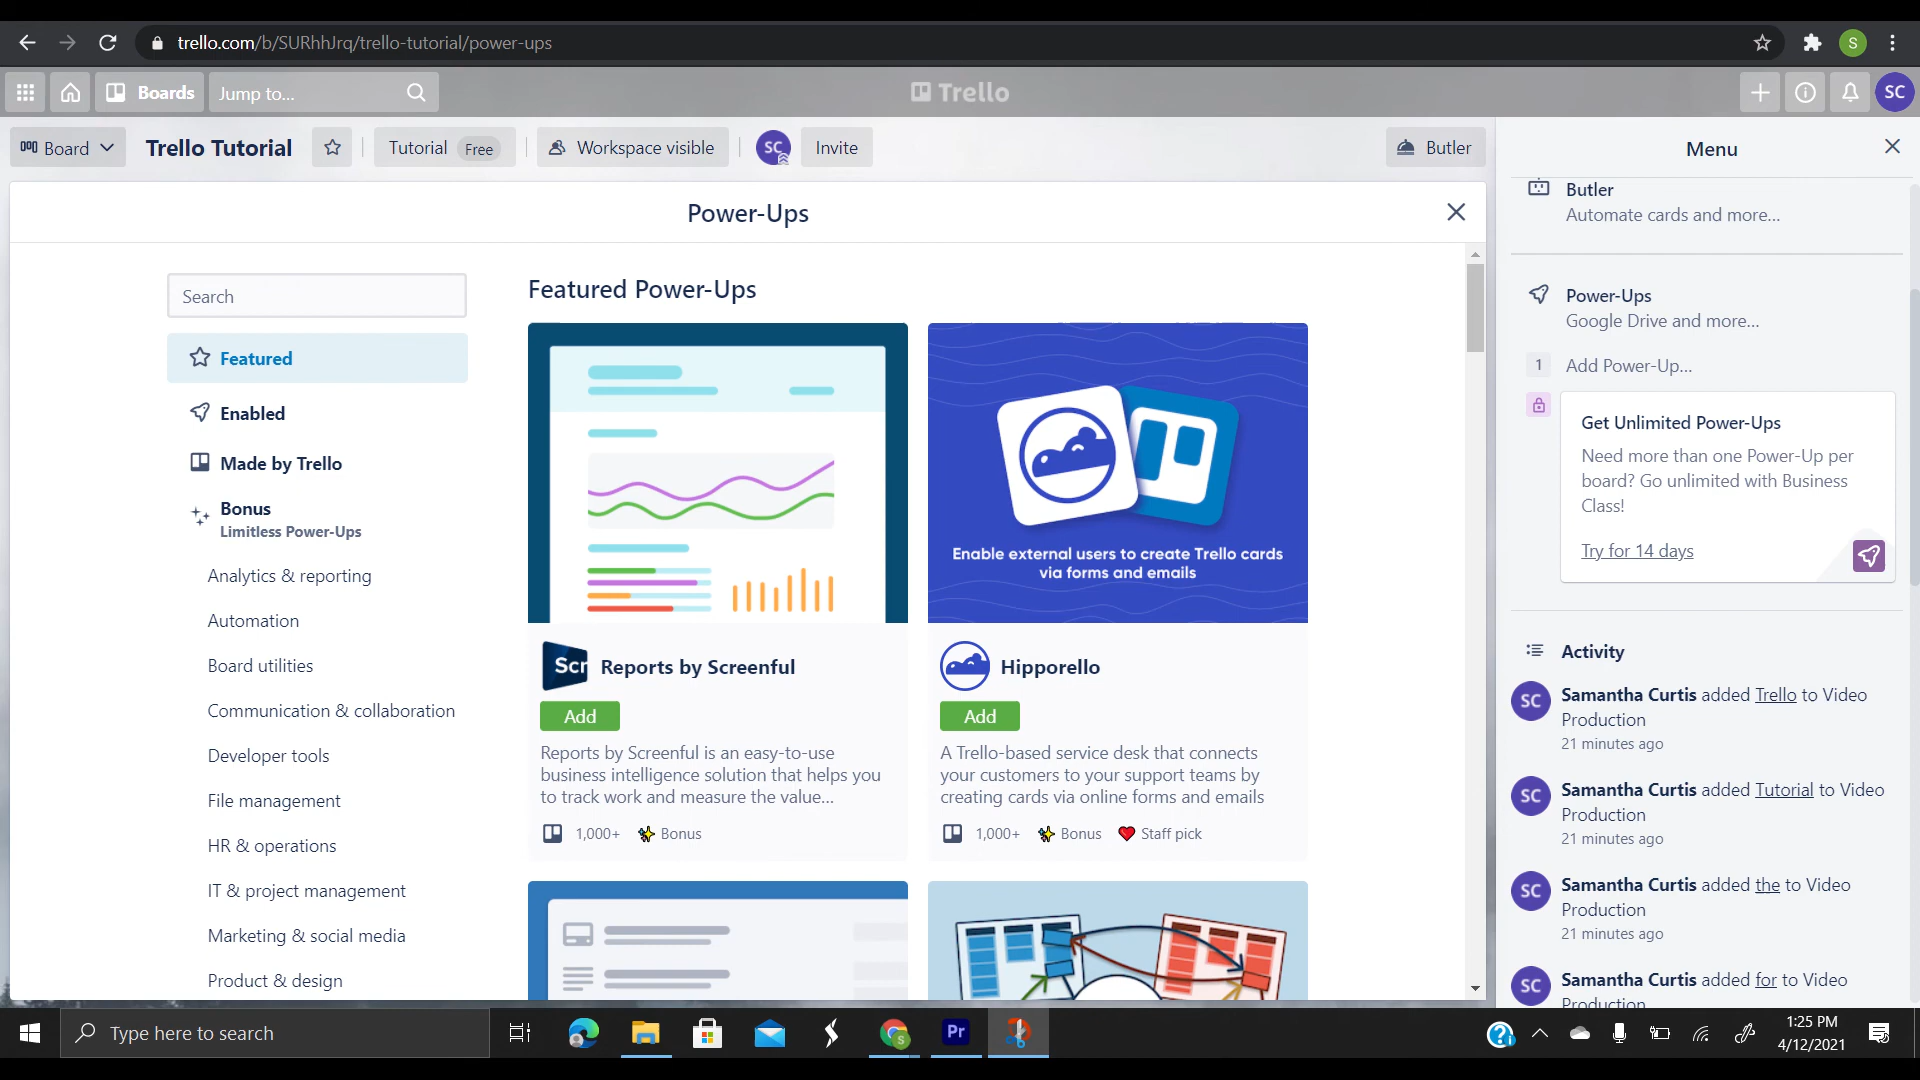 trello.com/b/SURhhJrq/trello-tutorial/power-ups
S
Boards
Jump to...
Trello
SC
Board
Trello Tutorial
Tutorial Free
Workspace visible
SC
Invite
Butler
Menu
Power-Ups
Search
Featured
Enabled
Made by Trello
Bonus
Limitless Power-Ups
Analytics & reporting
Automation
Board utilities
Communication & collaboration
Developer tools
File management
HR & operations
IT & project management
Marketing & social media
Product & design
Featured Power-Ups
Scr
Reports by Screenful
Add
Reports by Screenful is an easy-to-use
business intelligence solution that helps you
to track work and measure the value...
1,000+ Bonus
Enable external users to create Trello cards
via forms and emails
Hipporello
Add
A Trello-based service desk that connects
your customers to your support teams by
creating cards via online forms and emails
1,000+ Bonus Staff pick
Butler
Automate cards and more...
Power-Ups
Google Drive and more...
1 Add Power-Up...
Get Unlimited Power-Ups
Need more than one Power-Up per
board? Go unlimited with Business
Class!
Try for 14 days
Activity
SC
Samantha Curtis added Trello to Video
Production
21 minutes ago
SC
Samantha Curtis added Tutorial to Video
Production
21 minutes ago
SC
Samantha Curtis added the to Video
Production
21 minutes ago
SC
Samantha Curtis added for to Video
Production
Type here to search
S
Pr
?
1:25 PM
4/12/2021